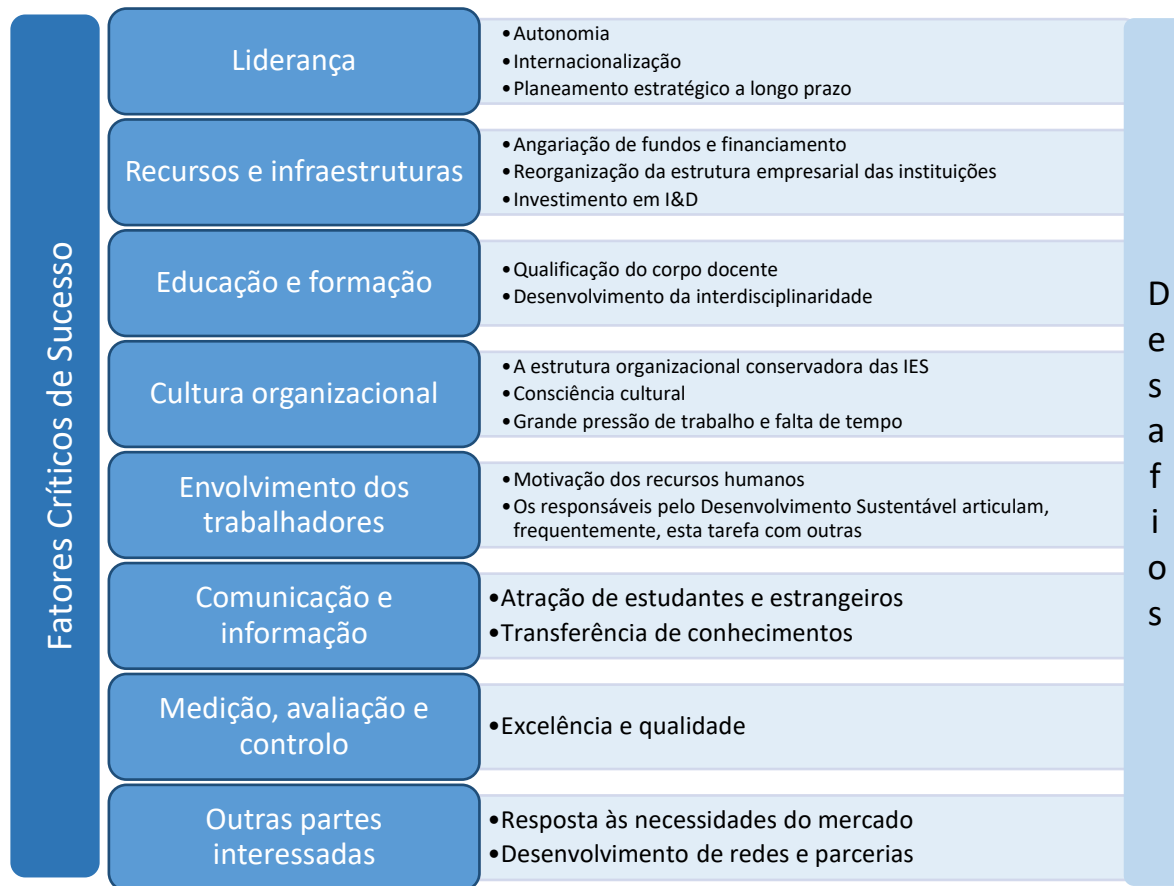 Fatores Críticos de Sucesso
Liderança
•Autonomia
•Internacionalização
•Planeamento estratégico a longo prazo
Recursos e infraestruturas
•Angariação de fundos e financiamento
•Reorganização da estrutura empresarial das instituições
•Investimento em I&D
Educação e formação
•Qualificação do corpo docente
•Desenvolvimento da interdisciplinaridade
Cultura organizacional
•A estrutura organizacional conservadora das IES
•Consciência cultural
•Grande pressão de trabalho e falta de tempo
Envolvimento dos
trabalhadores
•Motivação dos recursos humanos
•Os responsáveis pelo Desenvolvimento Sustentável articulam,
frequentemente, esta tarefa com outras
Comunicação e
informação
•Atração de estudantes e estrangeiros
•Transferência de conhecimentos
Medição, avaliação e
controlo
•Excelência e qualidade
Outras partes
interessadas
•Resposta às necessidades do mercado
•Desenvolvimento de redes e parcerias
Desafios